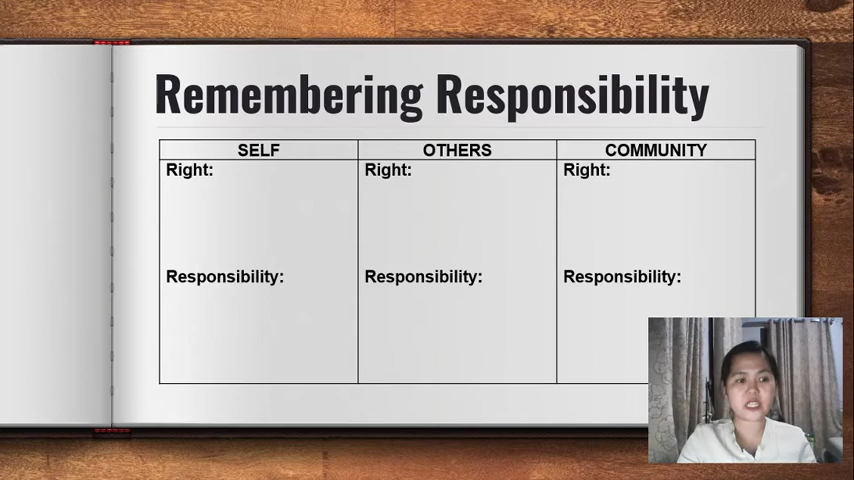 Remembering Responsibility
SELF OTHERS COMMUNITY
Right: Right: Right:
Responsibility: Responsibility: Responsibility: